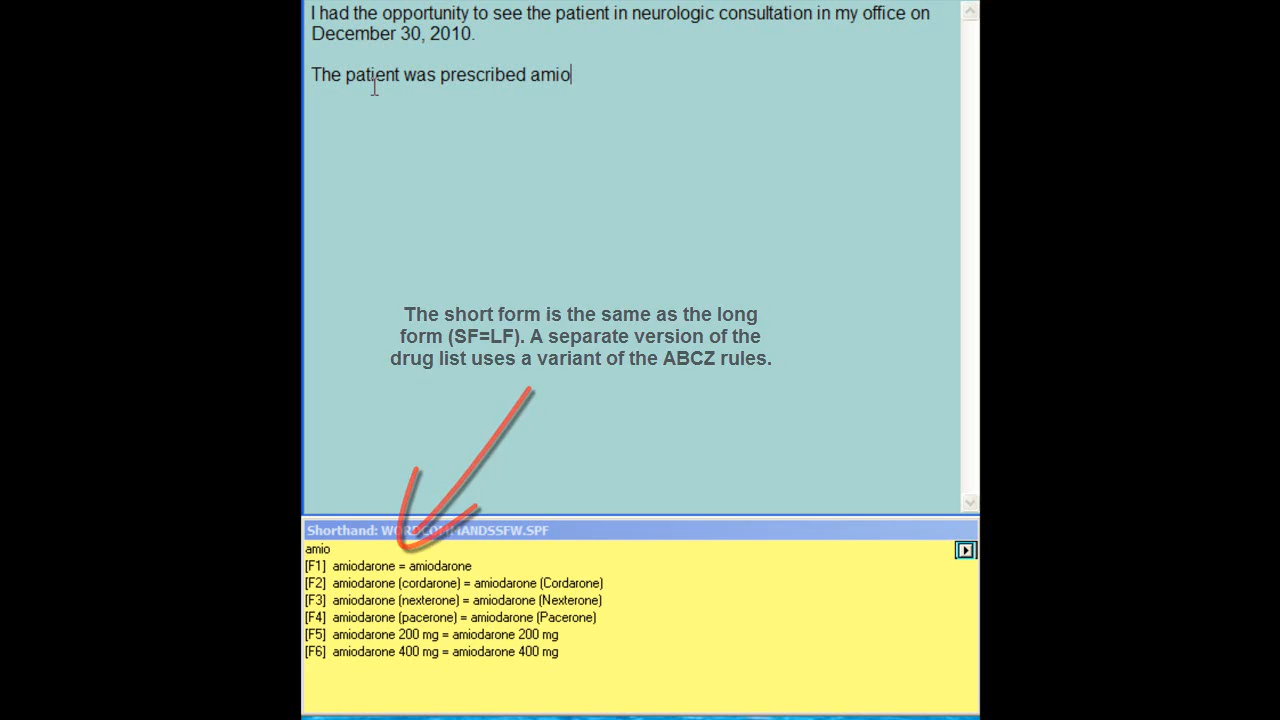 I had the opportunity to see the patient in neurologic consultation in my office on
December 30, 2010.
The patient was prescribed amio
The short form is the same as the long
form (SF=LF). A separate version of the
drug list uses a variant of the ABCZ rules.
Shorthand: WORDCOMMANDSSFW.SPF
amio
[F1] amiodarone = amiodarone
[F2] amiodarone (cordarone) = amiodarone (Cordarone)
[F3] amiodarone (nexterone) = amiodarone (Nexterone)
[F4] amiodarone (pacerone) = amiodarone (Pacerone)
[F5] amiodarone 200 mg = amiodarone 200 mg
[F6] amiodarone 400 mg = amiodarone 400 mg